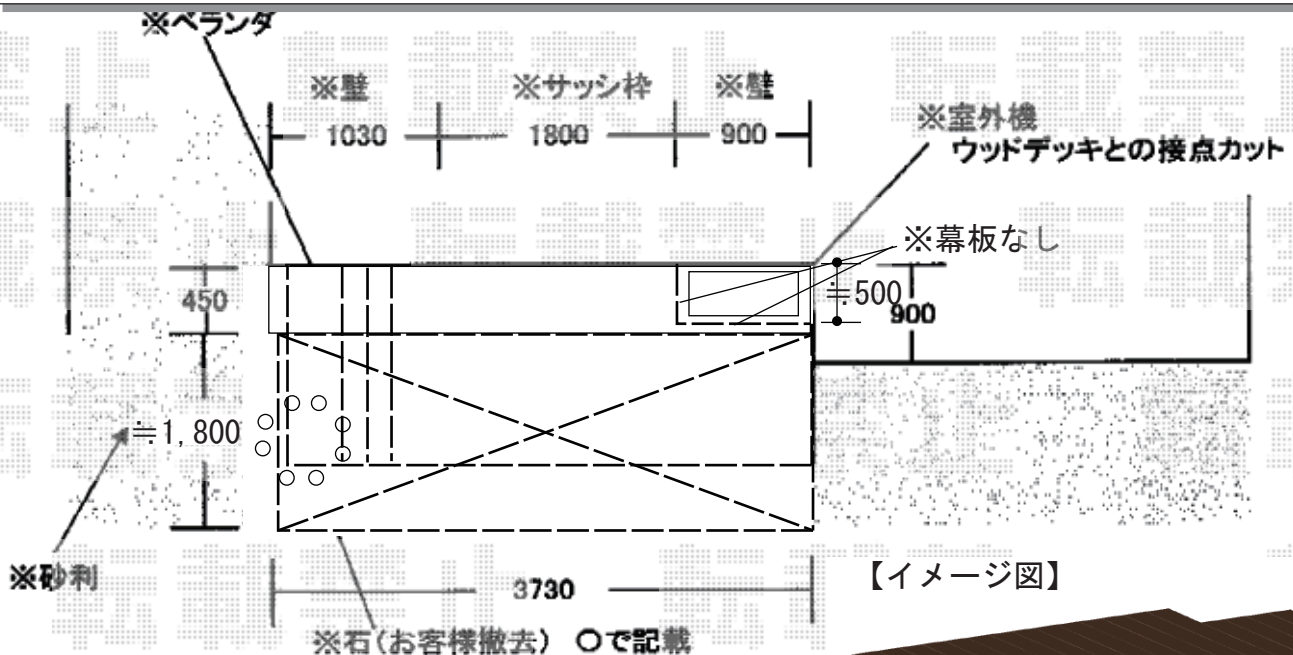 ※ベランダ
※壁
※サッシ枠
※壁
1030
1800
900
※室外機
ウッドデッキとの接点カット
※幕板なし
450
≒500
900
≒1,800
※砂利
3730
【イメージ図】
※石(お客様撤去) ○で記載